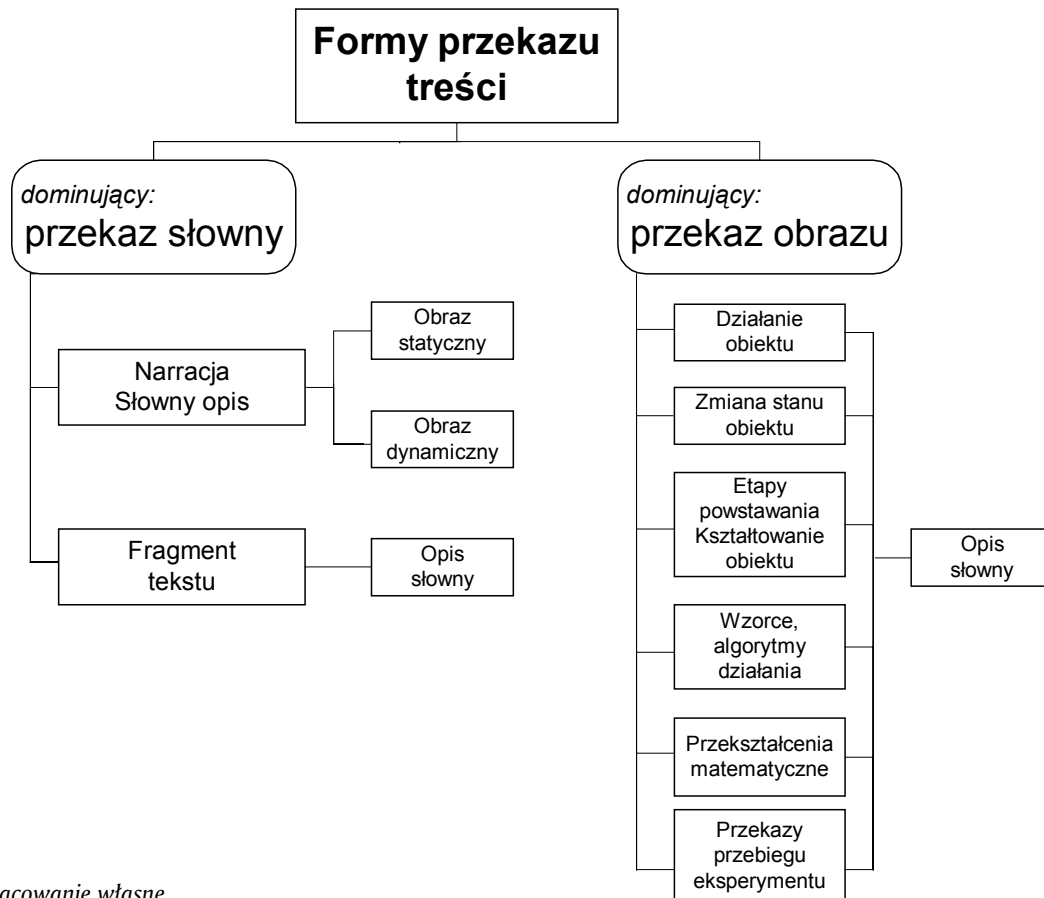 Formy przekazu
treści
dominujący:
przekaz słowny
Narracja
Słowny opis
Obraz
statyczny
Obraz
dynamiczny
Fragment
tekstu
Opis
słowny
dominujący:
przekaz obrazu
Działanie
obiektu
Zmiana stanu
obiektu
Etapy
powstawania
Kształtowanie
obiektu
Wzorce,
algorytmy
działania
Przekształcenia
matematyczne
Przekazy
przebiegu
eksperymentu
Opis
słowny
własne